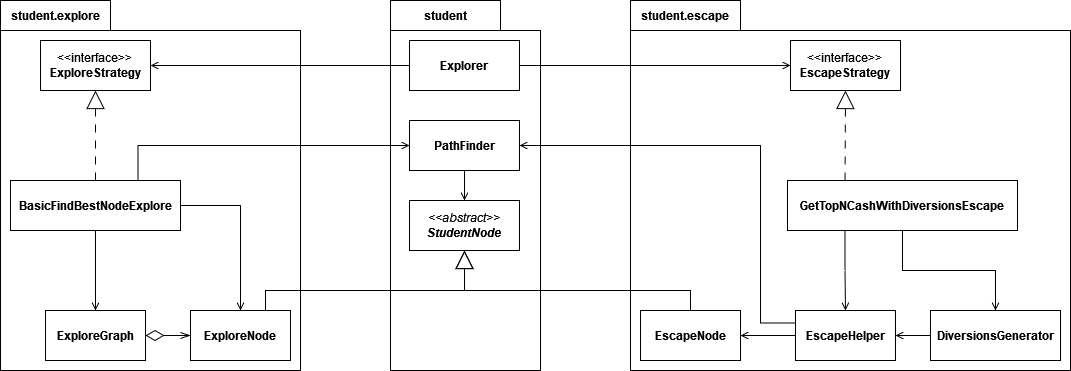 student.explore
student
student.escape
<<interface>>
ExploreStrategy
Explorer
<<interface>>
EscapeStrategy
PathFinder
BasicFindBestNodeExplore
GetTopNCashWithDiversionsEscape
<<abstract>>
StudentNode
ExploreGraph
ExploreNode
EscapeNode
EscapeHelper
DiversionsGenerator